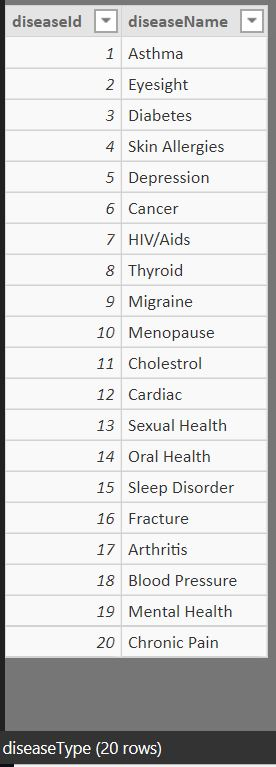 diseaseId diseaseName
1 Asthma
2 Eyesight
3 Diabetes
4 Skin Allergies
5 Depression
6 Cancer
7 HIV/Aids
8 Thyroid
9 Migraine
10 Menopause
11 Cholestrol
12 Cardiac
13 Sexual Health
14 Oral Health
15 Sleep Disorder
16 Fracture
17 Arthritis
18 Blood Pressure
19 Mental Health
20 Chronic Pain
diseaseType (20 rows)